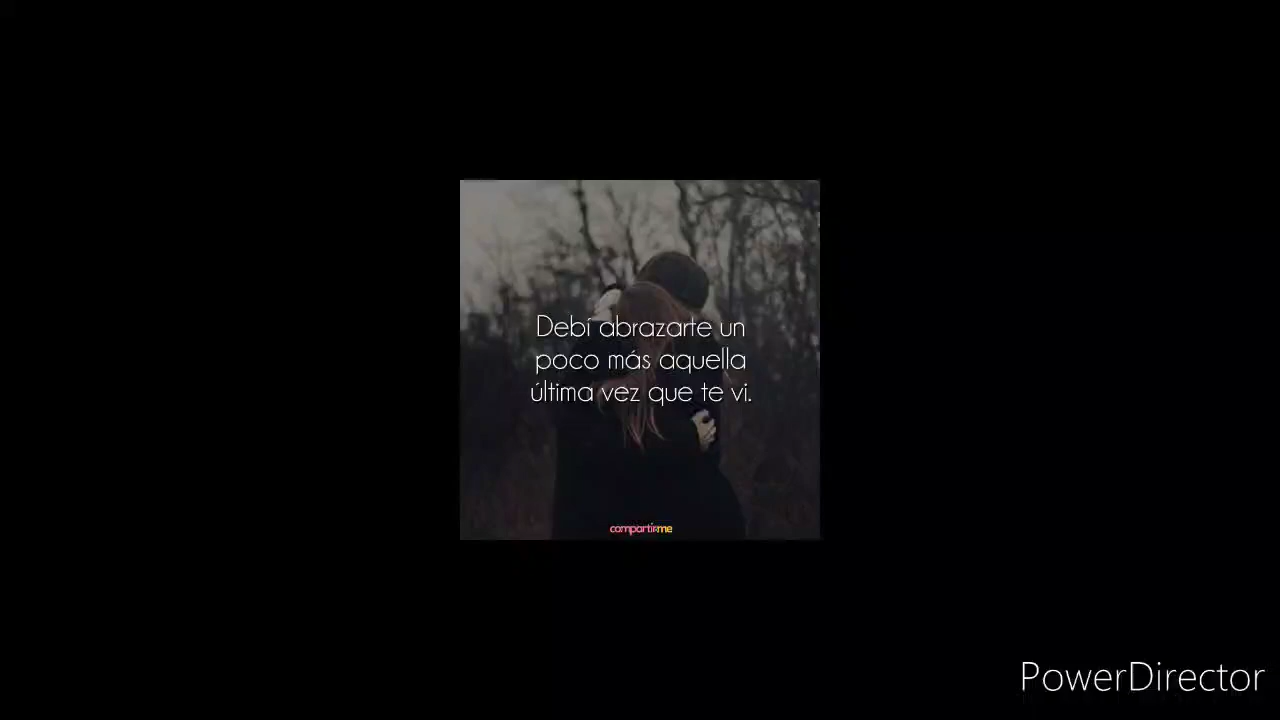 Debí abrazarte un
poco más aquella
última vez que te vi.
compartirme
PowerDirector